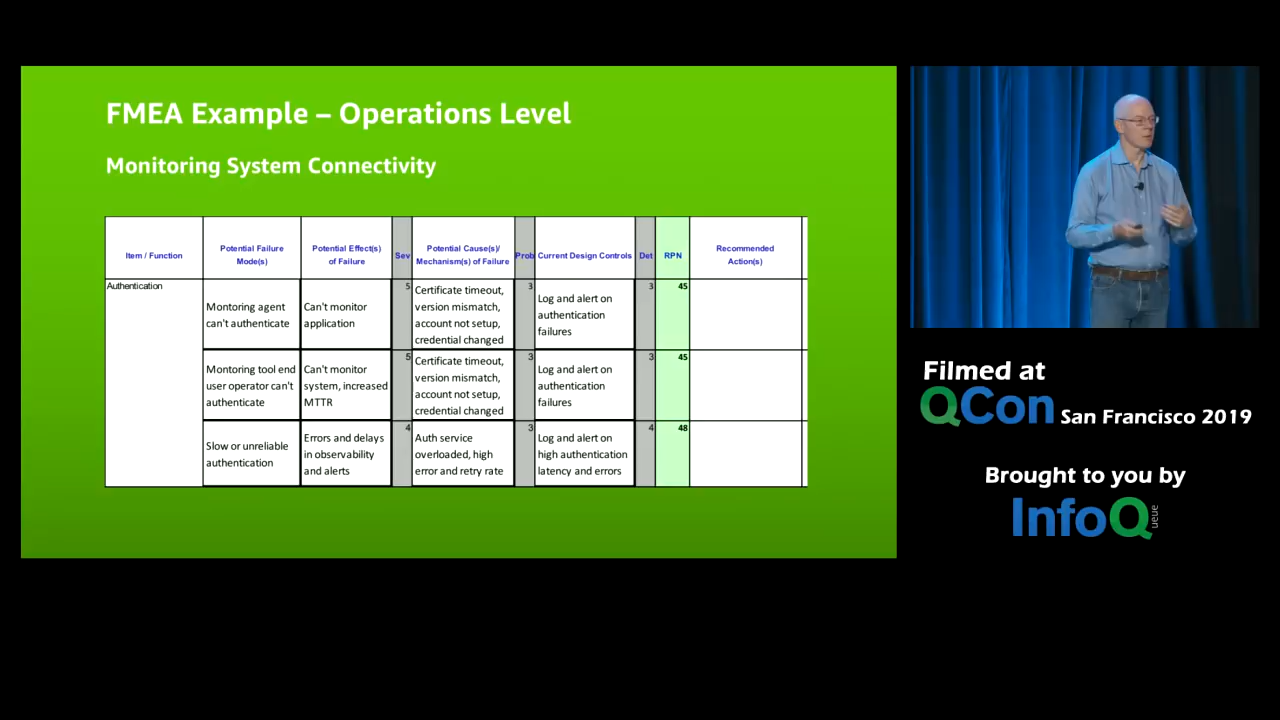 FMEA Example – Operations Level
Monitoring System Connectivity
Item / Function
Potential Failure
Mode(s)
Potential Effect(s)
of Failure
Sev
Potential Cause(s)/
Mechanism(s) of Failure
Prob
Current Design Controls
Det
RPN
Recommended
Action(s)
Authentication
Montoring agent
can't authenticate
Can't monitor
application
5
Certificate timeout,
version mismatch,
account not setup,
credential changed
3
Log and alert on
authentication
failures
3
45
Montoring tool end
user operator can't
authenticate
Can't monitor
system, increased
MTTR
5
Certificate timeout,
version mismatch,
account not setup,
credential changed
3
Log and alert on
authentication
failures
3
45
Slow or unreliable
authentication
Errors and delays
in observability
and alerts
4
Auth service
overloaded, high
error and retry rate
3
Log and alert on
high authentication
latency and errors
4
48
Filmed at
QCon San Francisco 2019
Brought to you by
InfoQueue